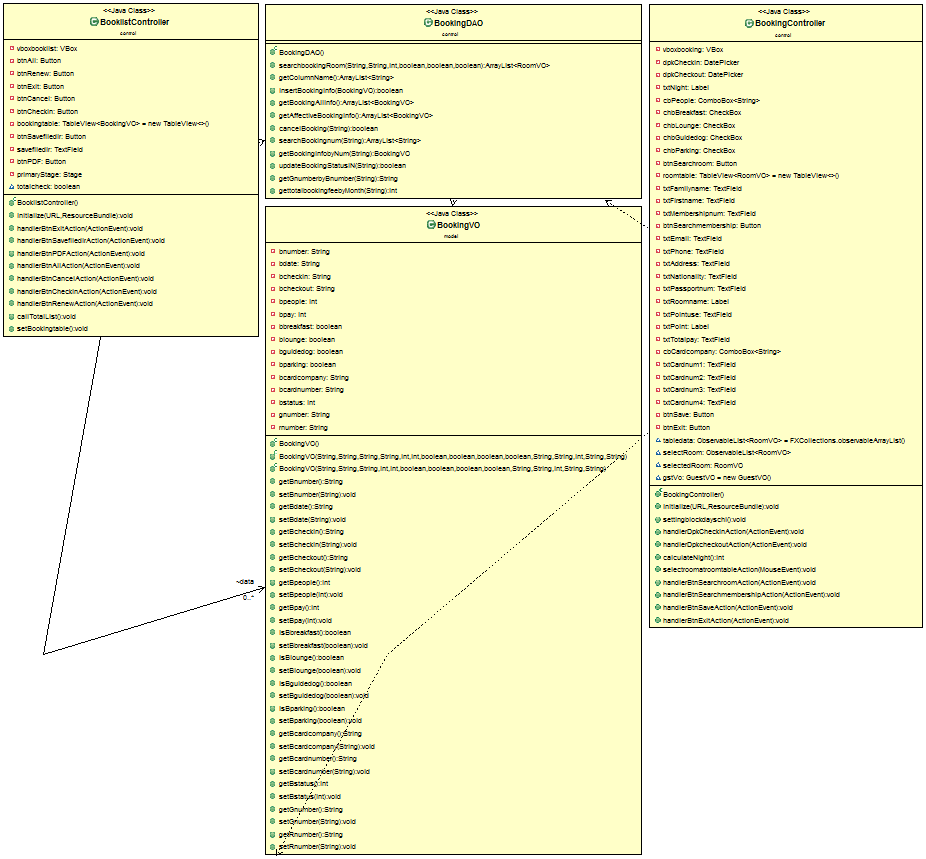 <<Java Class>>
BooklistController
control
vboxbooklist: VBox
btnAll: Button
btnRenew: Button
btnExit: Button
btnCancel: Button
btnCheckin: Button
bookingtable: TableView<BookingVO> = new TableView<>()
btnSavefiledir: Button
savefiledir: TextField
btnPDF: Button
primaryStage: Stage
totalcheck: boolean
BooklistController()
initialize(URL,ResourceBundle):void
handlerBtnExitAction(ActionEvent):void
handlerBtnSavefiledirAction(ActionEvent):void
handlerBtnPDFAction(ActionEvent):void
handlerBtnAllAction(ActionEvent):void
handlerBtnCancelAction(ActionEvent):void
handlerBtnCheckinAction(ActionEvent):void
handlerBtnRenewAction(ActionEvent):void
callTotalList():void
setBookingtable():void
<<Java Class>>
BookingDAO
control
BookingDAO()
searchbookingRoom(String,String,int,boolean,boolean,boolean):ArrayList<RoomVO>
getColumnName():ArrayList<String>
insertBookingInfo(BookingVO):boolean
getBookingAllInfo():ArrayList<BookingVO>
getAffectiveBookingInfo():ArrayList<BookingVO>
cancelBooking(String):boolean
searchBookingnum(String):ArrayList<String>
getBookingInfobyNum(String):BookingVO
updateBookingStatusIN(String):boolean
getGnumberbyBnumber(String):String
gettotalbookingfeebyMonth(String):int
<<Java Class>>
BookingVO
model
bnumber: String
bdate: String
bcheckin: String
bcheckout: String
bpeople: int
bpay: int
bbreakfast: boolean
blounge: boolean
bguidedog: boolean
bparking: boolean
bcardcompany: String
bcardnumber: String
bstatus: int
gnumber: String
rnumber: String
BookingVO()
BookingVO(String,String,String,String,int,int,boolean,boolean,boolean,boolean,String,String,int,String,String)
BookingVO(String,String,String,int,int,boolean,boolean,boolean,boolean,String,String,int,String,String)
getBnumber():String
setBnumber(String):void
getBdate():String
setBdate(String):void
getBcheckin():String
setBcheckin(String):void
getBcheckout():String
setBcheckout(String):void
getBpeople():int
setBpeople(int):void
getBpay():int
setBpay(int):void
isBbreakfast():boolean
setBbreakfast(boolean):void
isBlounge():boolean
setBlounge(boolean):void
isBguidedog():boolean
setBguidedog(boolean):void
isBparking():boolean
setBparking(boolean):void
getBcardcompany():String
setBcardcompany(String):void
getBcardnumber():String
setBcardnumber(String):void
getBstatus():int
setBstatus(int):void
getGnumber():String
setGnumber(String):void
getRnumber():String
setRnumber(String):void
~data
0..*
<<Java Class>>
BookingController
control
vboxbooking: VBox
dpkCheckin: DatePicker
dpkCheckout: DatePicker
txtNight: Label
cbPeople: ComboBox<String>
chbBreakfast: CheckBox
chbLounge: CheckBox
chbGuidedog: CheckBox
chbParking: CheckBox
btnSearchroom: Button
roomtable: TableView<RoomVO> = new TableView<>()
txtFamilyname: TextField
txtFirstname: TextField
txtMembershipnum: TextField
btnSearchmembership: Button
txtEmail: TextField
txtPhone: TextField
txtAddress: TextField
txtNationality: TextField
txtPassportnum: TextField
txtRoomname: Label
txtPointuse: TextField
txtPoint: Label
txtTotalpay: TextField
cbCardcompany: ComboBox<String>
txtCardnum1: TextField
txtCardnum2: TextField
txtCardnum3: TextField
txtCardnum4: TextField
btnSave: Button
btnExit: Button
tabledata: ObservableList<RoomVO> = FXCollections.observableArrayList()
selectRoom: ObservableList<RoomVO>
selectedRoom: RoomVO
gstVo: GuestVO = new GuestVO()
BookingController()
initialize(URL,ResourceBundle):void
settingblockdayschl():void
handlerDpkCheckinAction(ActionEvent):void
handlerDpkcheckoutAction(ActionEvent):void
calculateNight():int
selectroomatroomtableAction(MouseEvent):void
handlerBtnSearchroomAction(ActionEvent):void
handlerBtnSearchmembershipAction(ActionEvent):void
handlerBtnSaveAction(ActionEvent):void
handlerBtnExitAction(ActionEvent):void